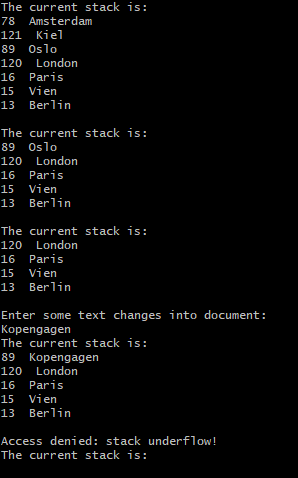 The current stack is:
78  Amsterdam
121  Kiel
89  Oslo
120  London
16  Paris
15  Vien
13  Berlin

The current stack is:
89  Oslo
120  London
16  Paris
15  Vien
13  Berlin

The current stack is:
120  London
16  Paris
15  Vien
13  Berlin

Enter some text changes into document:
Kopengagen
The current stack is:
89  Kopengagen
120  London
16  Paris
15  Vien
13  Berlin

Access denied: stack underflow!
The current stack is: